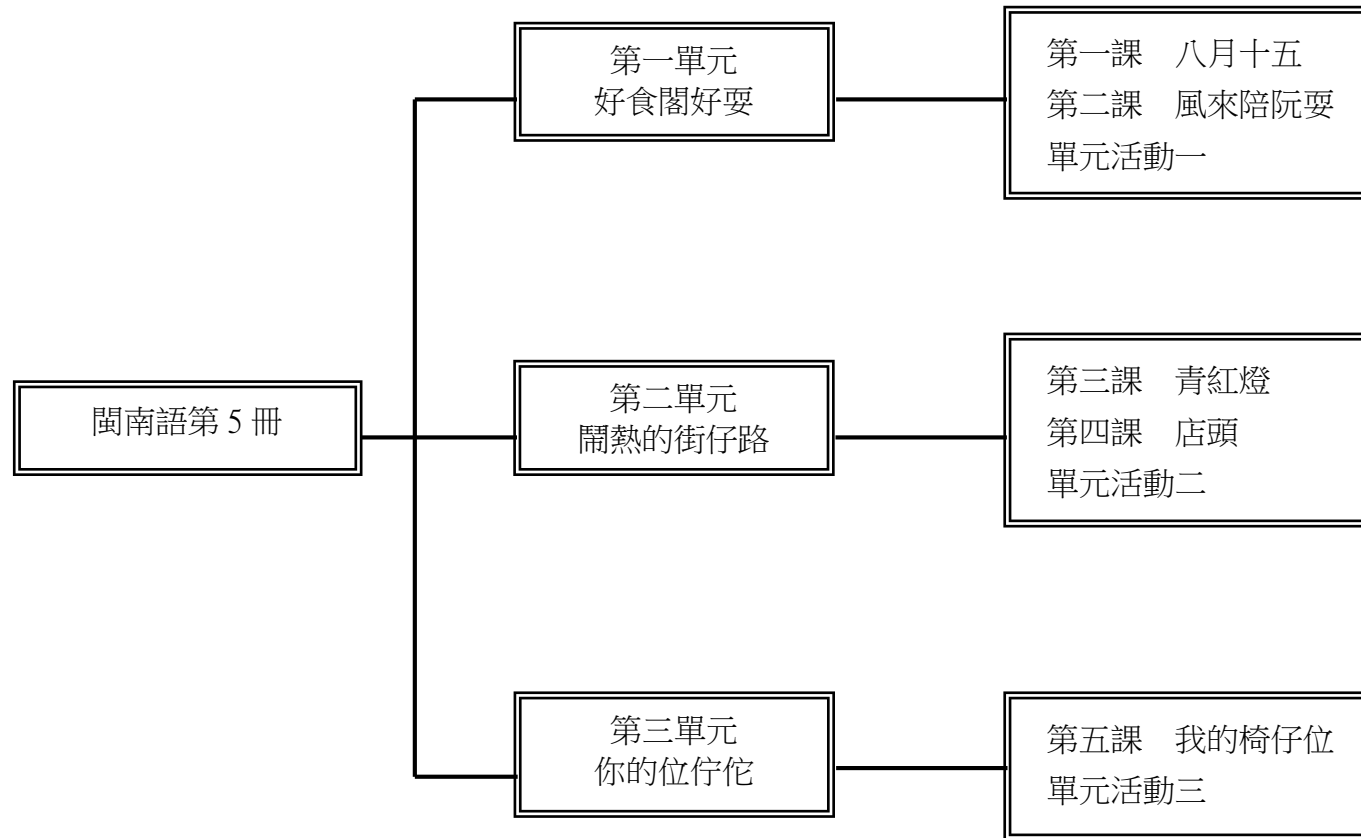 閩南語第 5 冊
第一單元
好食閣好耍
第一課　八月十五
第二課　風來陪阮耍
單元活動一
第二單元
鬧熱的街仔路
第三課　青紅燈
第四課　店頭
單元活動二
第三單元
你的位佇佗
第五課　我的椅仔位
單元活動三